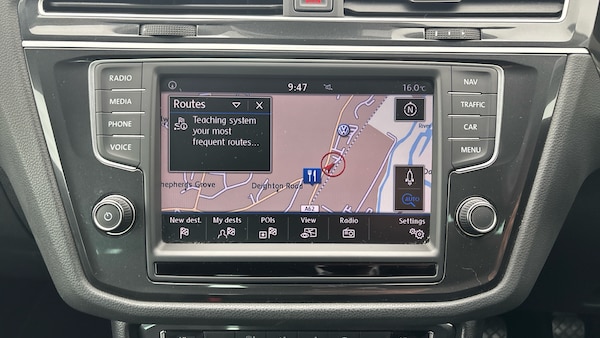 RADIO
MEDIA
PHONE
VOICE
9:47
16.0°C
Routes
Teaching system
your most
frequent routes...
N
Deighton Road
A62
auto
New dest.
My dests
POIs
View
Radio
Settings
NAV
TRAFFIC
CAR
MENU